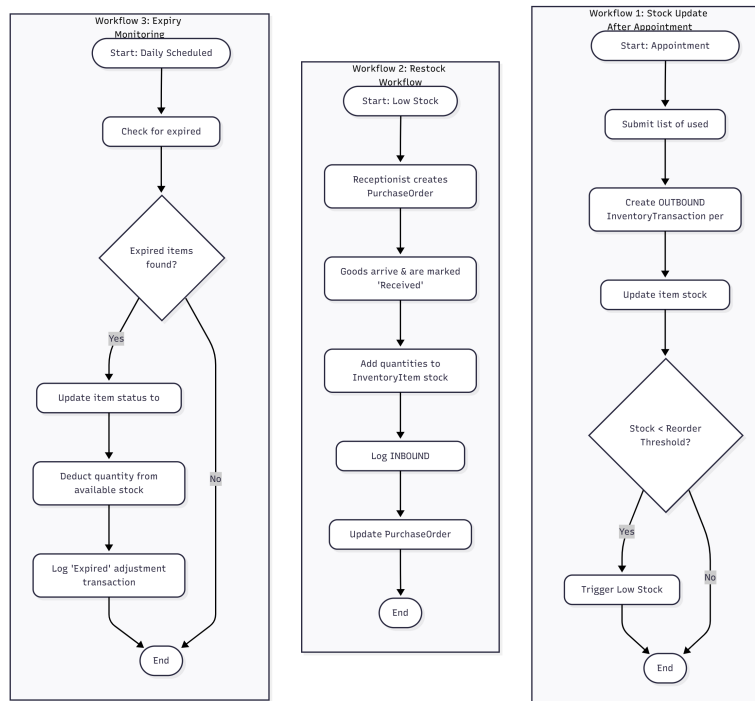 Workflow 3: Expiry
Monitoring
Start: Daily Scheduled
Check for expired
Expired items
found?
Yes
Update item status to
Deduct quantity from
available stock
No
Log 'Expired' adjustment
transaction
End
Workflow 2: Restock
Workflow
Start: Low Stock
Receptionist creates
PurchaseOrder
Goods arrive & are marked
'Received'
Add quantities to
InventoryItem stock
Log INBOUND
Update PurchaseOrder
End
Workflow 1: Stock Update
After Appointment
Start: Appointment
Submit list of used
Create OUTBOUND
InventoryTransaction per
Update item stock
Stock < Reorder
Threshold?
Yes
No
Trigger Low Stock
End